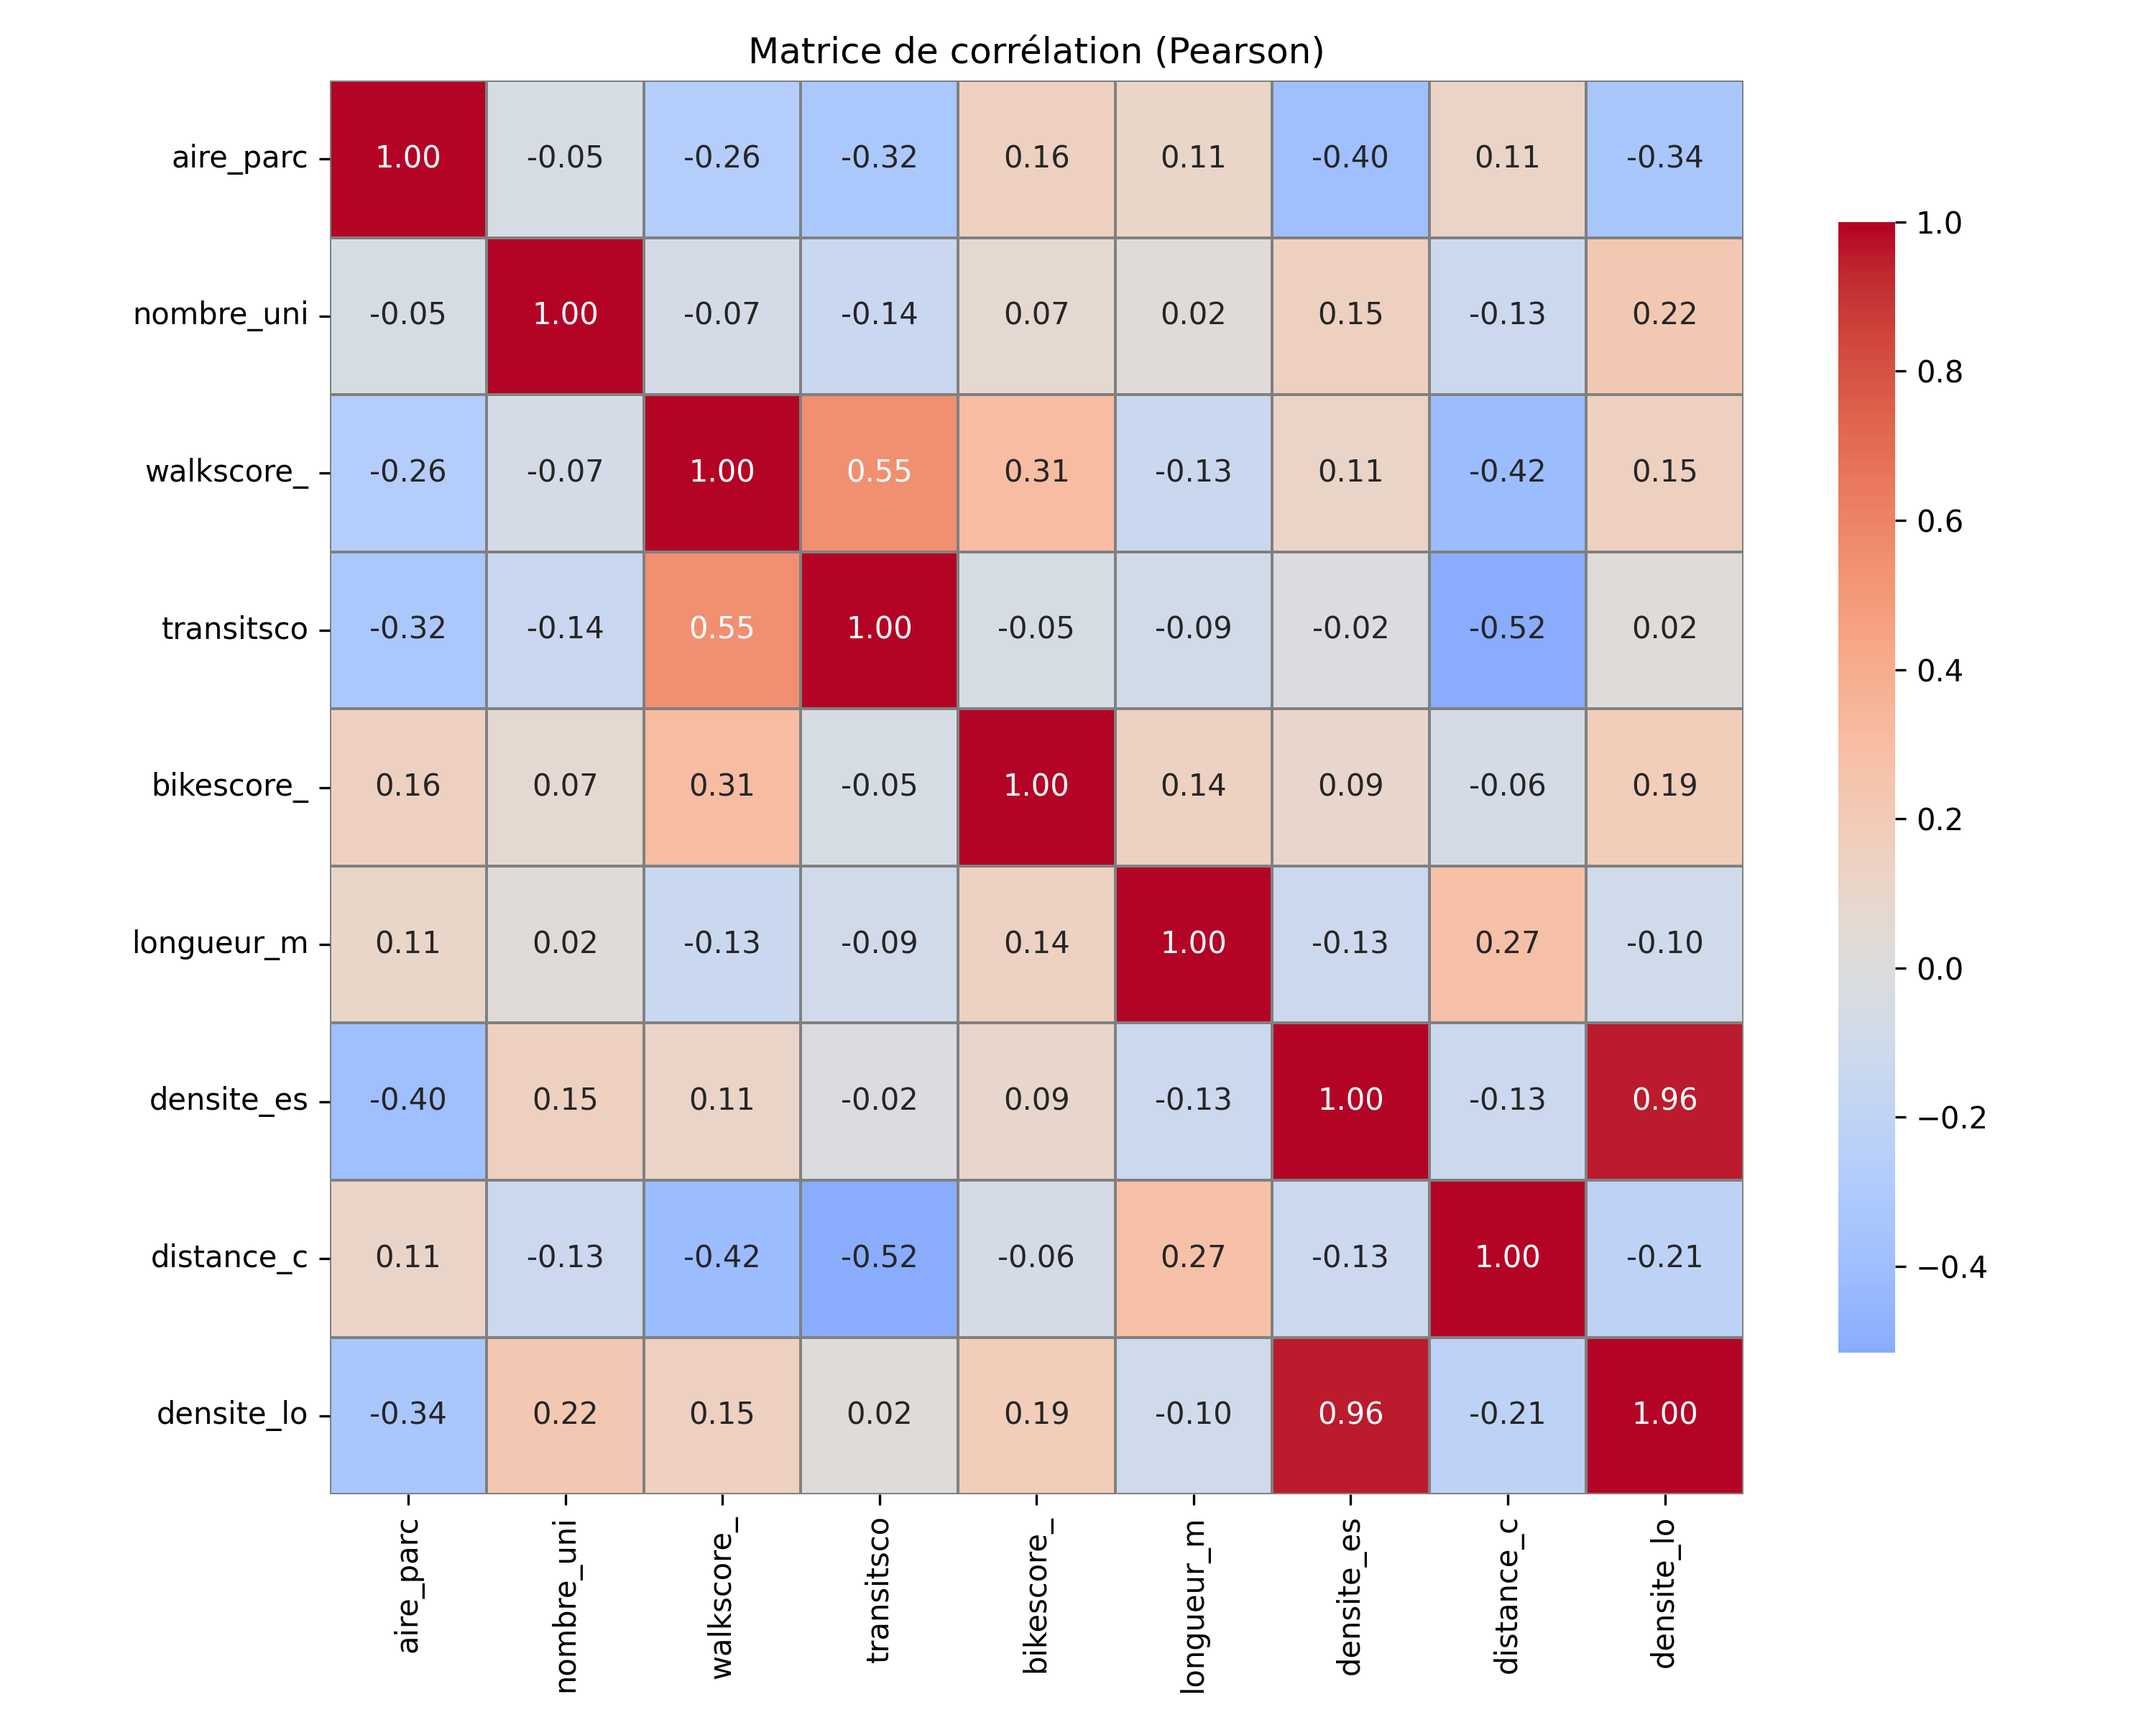 Matrice de corrélation (Pearson)
aire_parc 1.00 -0.05 -0.26 -0.32 0.16 0.11 -0.40 0.11 -0.34
nombre_uni -0.05 1.00 -0.07 -0.14 0.07 0.02 0.15 -0.13 0.22
walkscore_ -0.26 -0.07 1.00 0.55 0.31 -0.13 0.11 -0.42 0.15
transitsco -0.32 -0.14 0.55 1.00 -0.05 -0.09 -0.02 -0.52 0.02
bikescore_ 0.16 0.07 0.31 -0.05 1.00 0.14 0.09 -0.06 0.19
longueur_m 0.11 0.02 -0.13 -0.09 0.14 1.00 -0.13 0.27 -0.10
densite_es -0.40 0.15 0.11 -0.02 0.09 -0.13 1.00 -0.13 0.96
distance_c 0.11 -0.13 -0.42 -0.52 -0.06 0.27 -0.13 1.00 -0.21
densite_lo -0.34 0.22 0.15 0.02 0.19 -0.10 0.96 -0.21 1.00
aire_parc
nombre_uni
walkscore_
transitsco
bikescore_
longueur_m
densite_es
distance_c
densite_lo
1.0
0.8
0.6
0.4
0.2
0.0
−0.2
−0.4